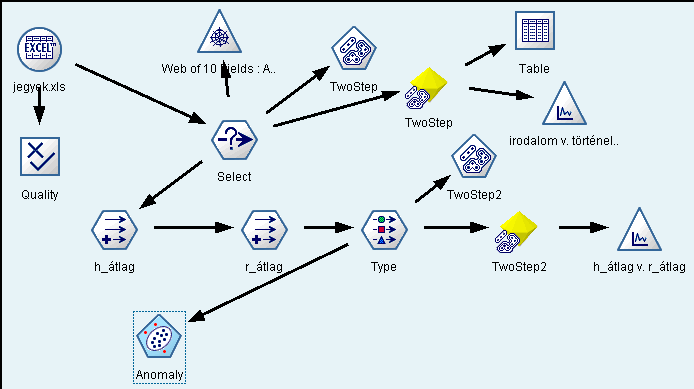 EXCEL™
jegyek.xls
Web of 10 Fields : A..
TwoStep
TwoStep
Table
irodalom v. történel..
Quality
Select
TwoStep2
h_átlag
r_átlag
Type
TwoStep2
h_átlag v. r_átlag
Anomaly